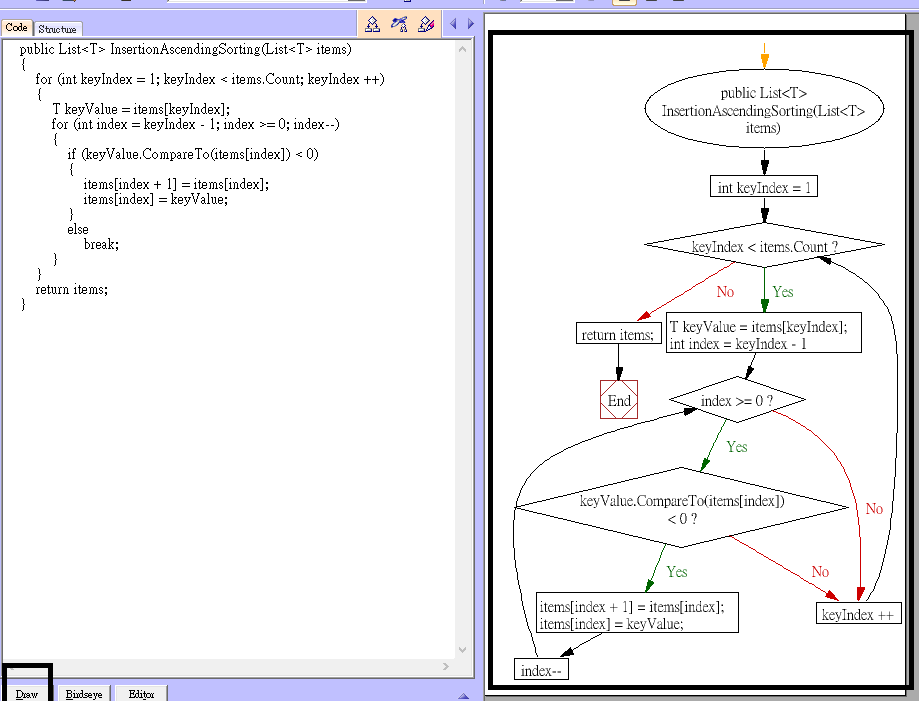 Code
Structure
public List<T> InsertionAscendingSorting(List<T> items)
{
for (int keyIndex = 1; keyIndex < items.Count; keyIndex ++)
{
T keyValue = items[keyIndex];
for (int index = keyIndex - 1; index >= 0; index--)
{
if (keyValue.CompareTo(items[index]) < 0)
{
items[index + 1] = items[index];
items[index] = keyValue;
}
else
break;
}
}
return items;
}
Draw
Birdseye
Editor
public List<T>
InsertionAscendingSorting(List<T>
items)
int keyIndex = 1
keyIndex < items.Count ?
No
Yes
return items;
T keyValue = items[keyIndex];
int index = keyIndex - 1
End
index >= 0 ?
Yes
No
keyValue.CompareTo(items[index])
< 0 ?
Yes
No
items[index + 1] = items[index];
items[index] = keyValue;
keyIndex ++
index--